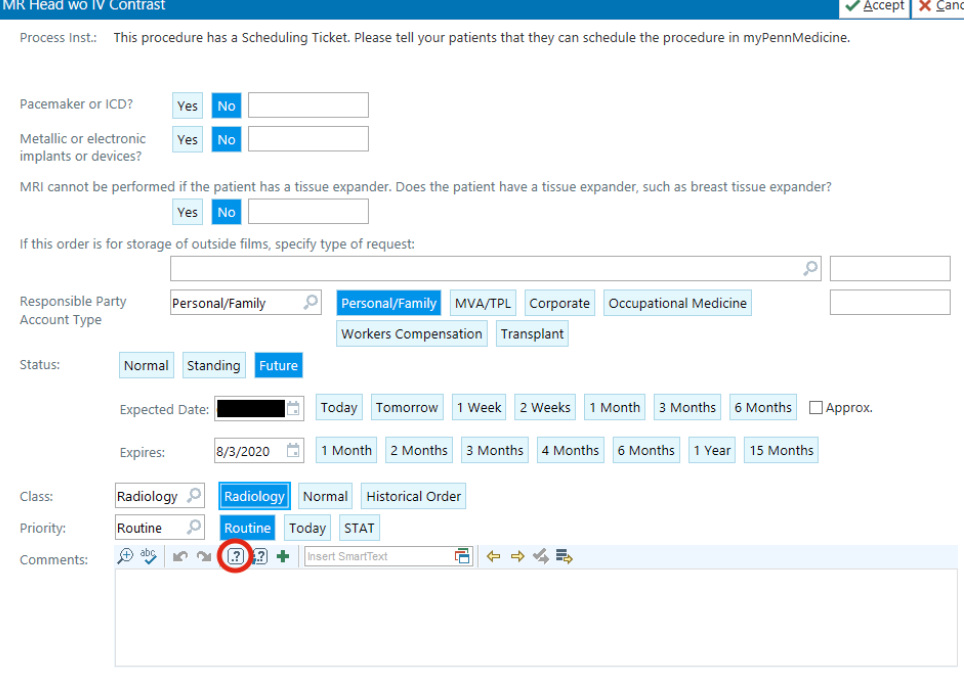 MR Head wo IV Contrast Accept Canc
Process Inst.: This procedure has a Scheduling Ticket. Please tell your patients that they can schedule the procedure in myPennMedicine.
Pacemaker or ICD? Yes No
Metallic or electronic implants or devices? Yes No
MRI cannot be performed if the patient has a tissue expander. Does the patient have a tissue expander, such as breast tissue expander?
Yes No
If this order is for storage of outside films, specify type of request:
Responsible Party Account Type Personal/Family Personal/Family MVA/TPL Corporate Occupational Medicine
Workers Compensation Transplant
Status: Normal Standing Future
Expected Date: Today Tomorrow 1 Week 2 Weeks 1 Month 3 Months 6 Months Approx.
Expires: 8/3/2020 1 Month 2 Months 3 Months 4 Months 6 Months 1 Year 15 Months
Class: Radiology Radiology Normal Historical Order
Priority: Routine Routine Today STAT
Comments: abc Insert SmartText